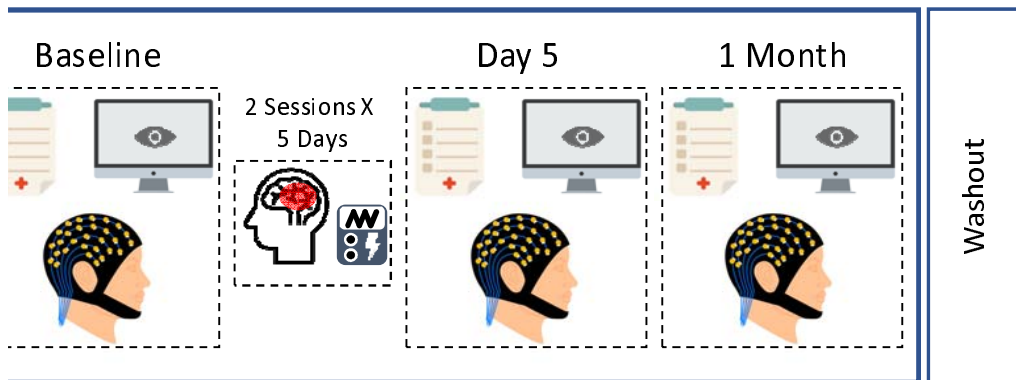 Baseline
2 Sessions X
5 Days
Day 5
1 Month
Washout